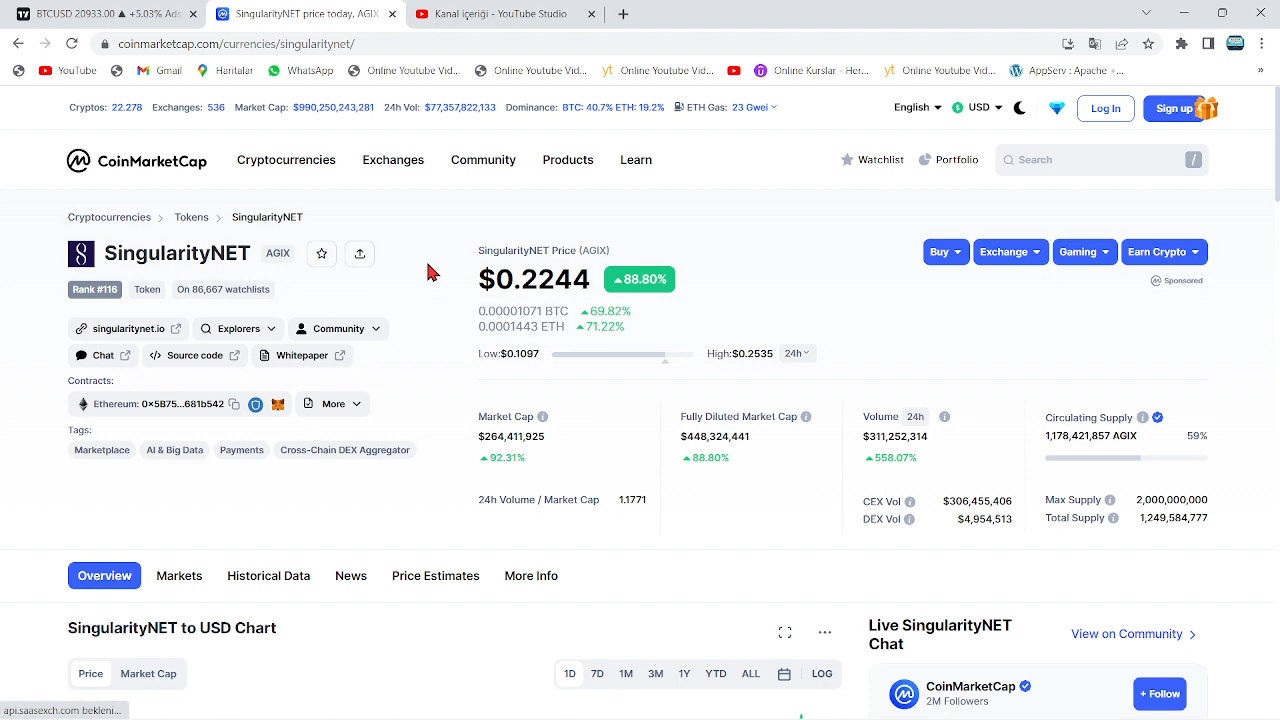 BTCUSD 20933.00 ▲ +5.03% Ads
SingularityNET price today, AGIX
Kanal içeriği - YouTube Studio
coinmarketcap.com/currencies/singularitynet/
YouTube
Gmail
Haritalar
WhatsApp
Online Youtube Vid...
Online Youtube Vid...
Online Youtube Vid...
Online Kurslar - Her...
Online Youtube Vid...
AppServ : Apache +...
»
Cryptos: 22.278 Exchanges: 536 Market Cap: $990,250,243,281 24h Vol: $77,357,822,133 Dominance: BTC: 40.7% ETH: 19.2% ETH Gas: 23 Gwei
English USD Log In Sign up
CoinMarketCap Cryptocurrencies Exchanges Community Products Learn
Watchlist Portfolio Search /
Cryptocurrencies > Tokens > SingularityNET
SingularityNET AGIX
Rank #116 Token On 86,667 watchlists
singularitynet.io Explorers Community
Chat Source code Whitepaper
Contracts:
Ethereum: 0x5B75...681b542 More
Tags:
Marketplace AI & Big Data Payments Cross-Chain DEX Aggregator
SingularityNET Price (AGIX)
$0.2244 ▲88.80%
0.00001071 BTC ▲69.82%
0.0001443 ETH ▲71.22%
Low:$0.1097 High:$0.2535 24h
Buy Exchange Gaming Earn Crypto
Sponsored
Market Cap
$264,411,925
▲92.31%
24h Volume / Market Cap 1.1771
Fully Diluted Market Cap
$448,324,441
▲88.80%
Volume 24h
$311,252,314
▲558.07%
CEX Vol $306,455,406
DEX Vol $4,954,513
Circulating Supply
1,178,421,857 AGIX 59%
Max Supply 2,000,000,000
Total Supply 1,249,584,777
Overview Markets Historical Data News Price Estimates More Info
SingularityNET to USD Chart
Price Market Cap
1D 7D 1M 3M 1Y YTD ALL LOG
Live SingularityNET
Chat
View on Community >
CoinMarketCap
2M Followers
+ Follow
api.saasexch.com bekleni...